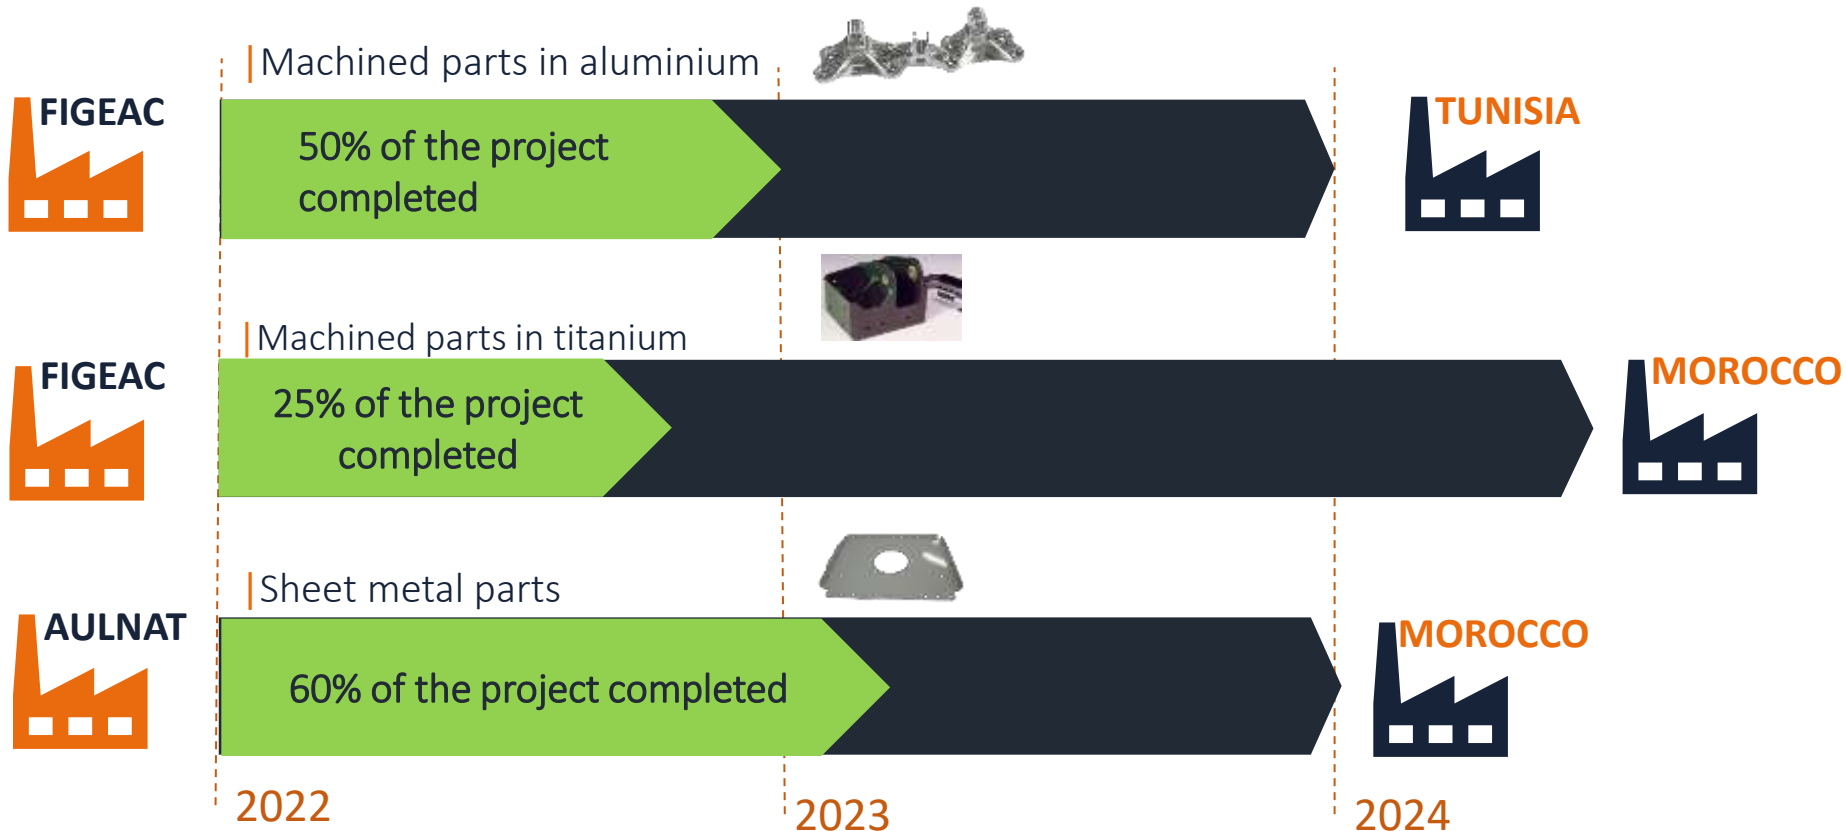 Machined parts in aluminium
FIGEAC
50% of the project
completed
TUNISIA
Machined parts in titanium
FIGEAC
25% of the project
completed
MOROCCO
Sheet metal parts
AULNAT
60% of the project completed
MOROCCO
2022
2023
2024